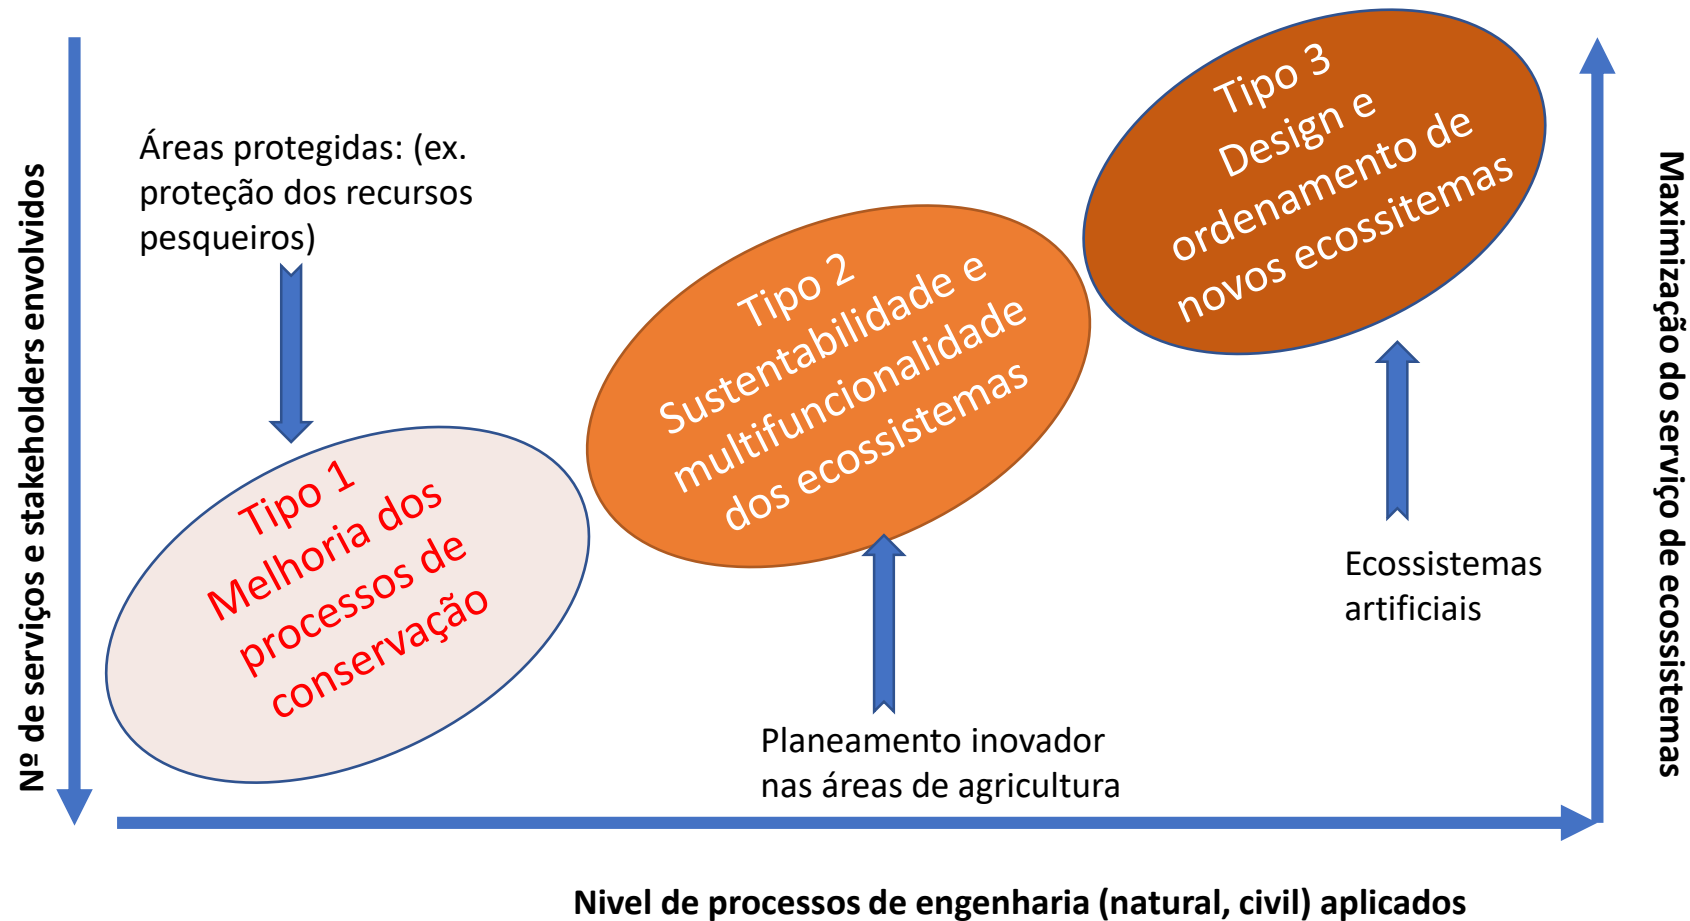 Nº de serviços e stakeholders envolvidos
Áreas protegidas: (ex.
proteção dos recursos
pesqueiros)
Tipo 1
Melhoria dos
processos de
conservação
Tipo 2
Sustentabilidade e
multifuncionalidade
dos ecossistemas
Planeamento inovador
nas áreas de agricultura
Tipo 3
Design e
ordenamento de
novos ecossitemas
Ecossistemas
artificiais
Maximização do serviço de ecossistemas
Nivel de processos de engenharia (natural, civil) aplicados